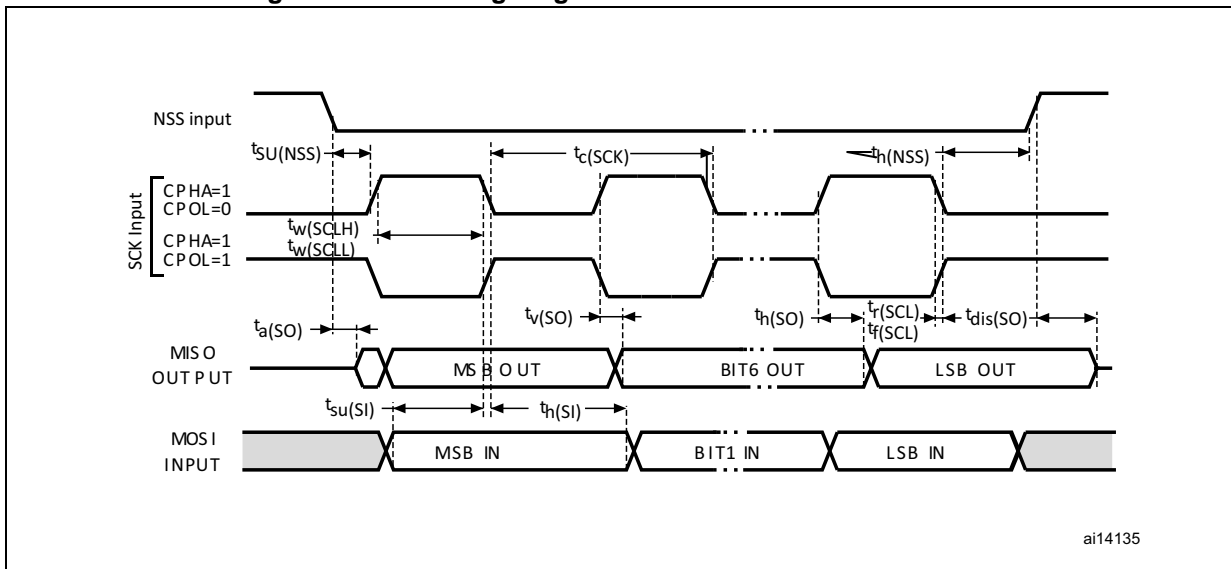 NSS input
tSU(NSS)
tc(SCK)
th(NSS)
SCK Input
CPHA=1
CPOL=0
tw(SCLH)
tw(SCLL)
CPHA=1
CPOL=1
ta(SO)
tv(SO)
th(SO)
tr(SCL)
tf(SCL)
tdis(SO)
MISO
OUTPUT
MSB OUT
BIT6 OUT
LSB OUT
tsu(SI)
th(SI)
MOSI
INPUT
MSB IN
BIT1 IN
LSB IN
ai14135